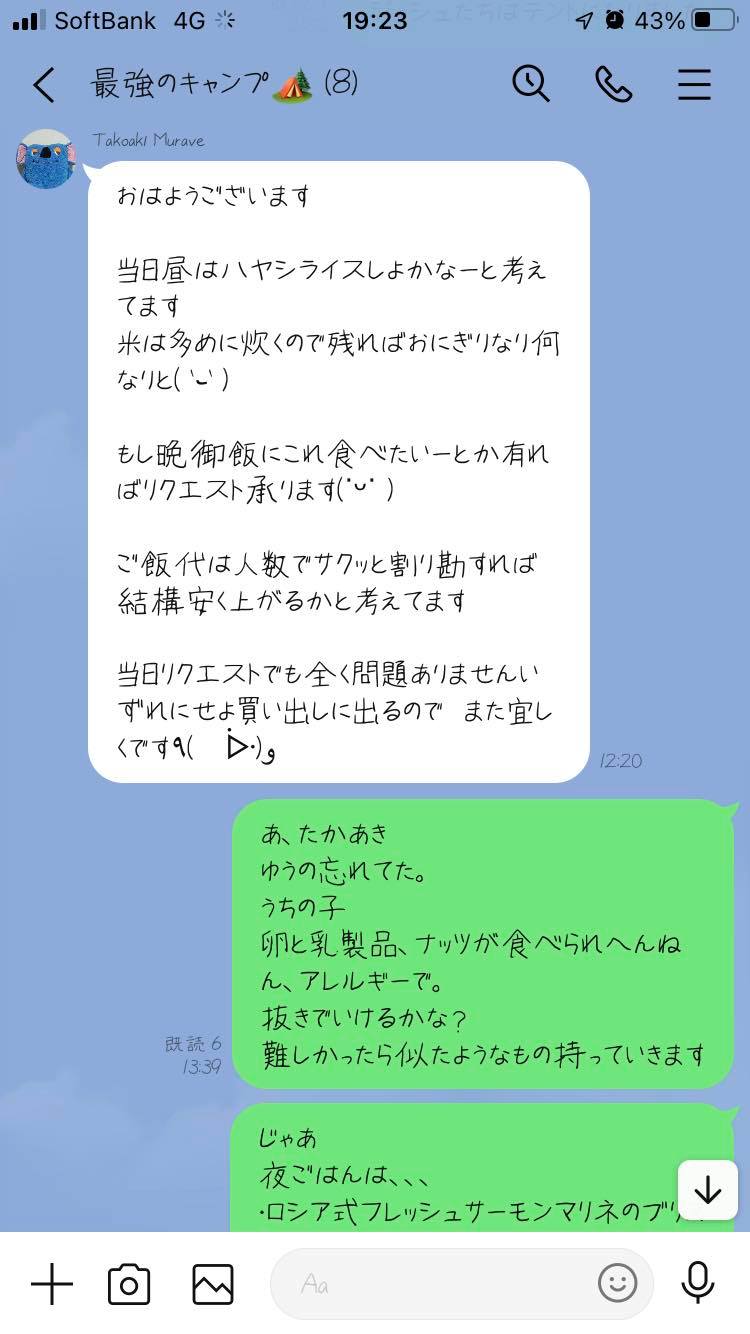 SoftBank 4G 19:23 43%
最強のキャンプ🏕(8)
Takoaki Murave
おはようございます
当日昼はハヤシライスしよかなーと考え
てます
米は多めに炊くので残ればおにぎりなり何
なりと( ˙˘˙ )
もし晩御飯にこれ食べたいーとか有れ
ばリクエスト承ります(˙˘˙ )
ご飯代は人数でサクッと割り勘すれば
結構安く上がるかと考えてます
当日リクエストでも全く問題ありませんい
ずれにせよ買い出しに出るので また宜し
くです٩( ᐛ )و
12:20
あ、たかあき
ゆうの忘れてた。
うちの子
卵と乳製品、ナッツが食べられへんね
ん、アレルギーで。
抜きでいけるかな?
難しかったら似たようなもの持っていきます
既読 6
13:39
じゃあ
夜ごはんは、、、
・ロシア式フレッシュサーモンマリネのブリ
Aa